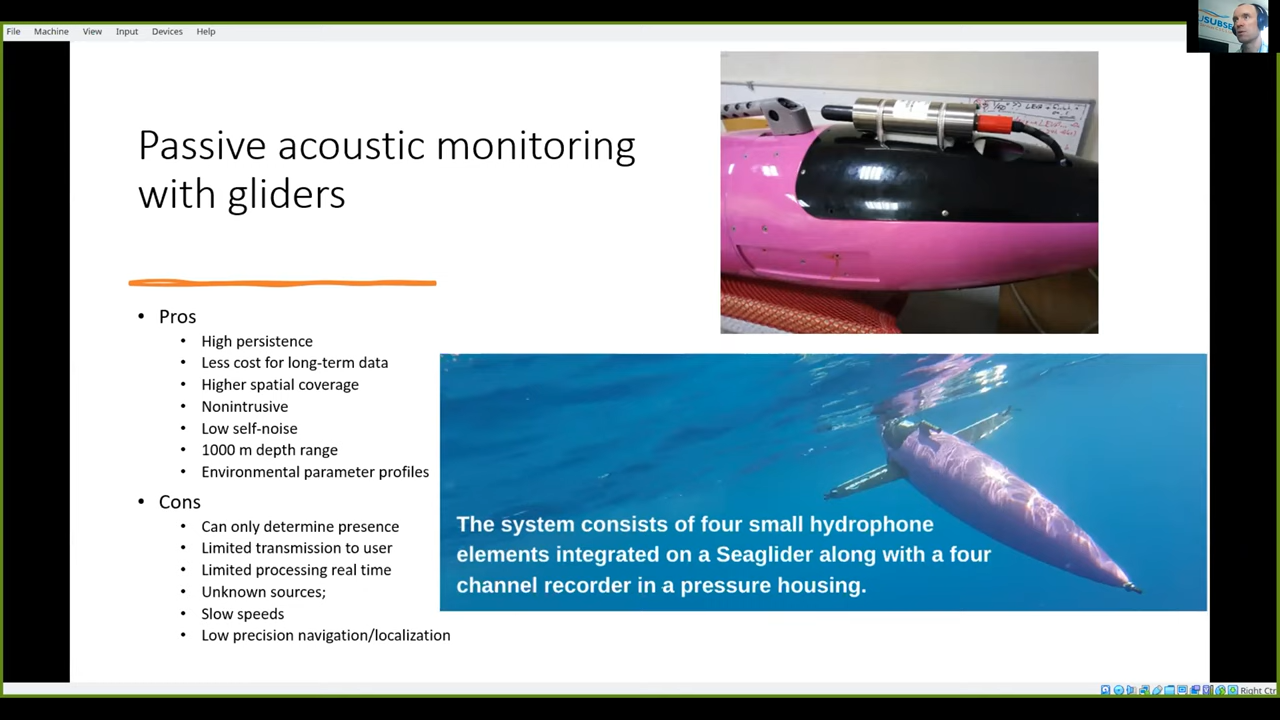 File Machine View Input Devices Help
SUBSE
Passive acoustic monitoring
with gliders
• Pros
• High persistence
• Less cost for long-term data
• Higher spatial coverage
• Nonintrusive
• Low self-noise
• 1000 m depth range
• Environmental parameter profiles
• Cons
• Can only determine presence
• Limited transmission to user
• Limited processing real time
• Unknown sources;
• Slow speeds
• Low precision navigation/localization
The system consists of four small hydrophone
elements integrated on a Seaglider along with a four
channel recorder in a pressure housing.
Right Ctr